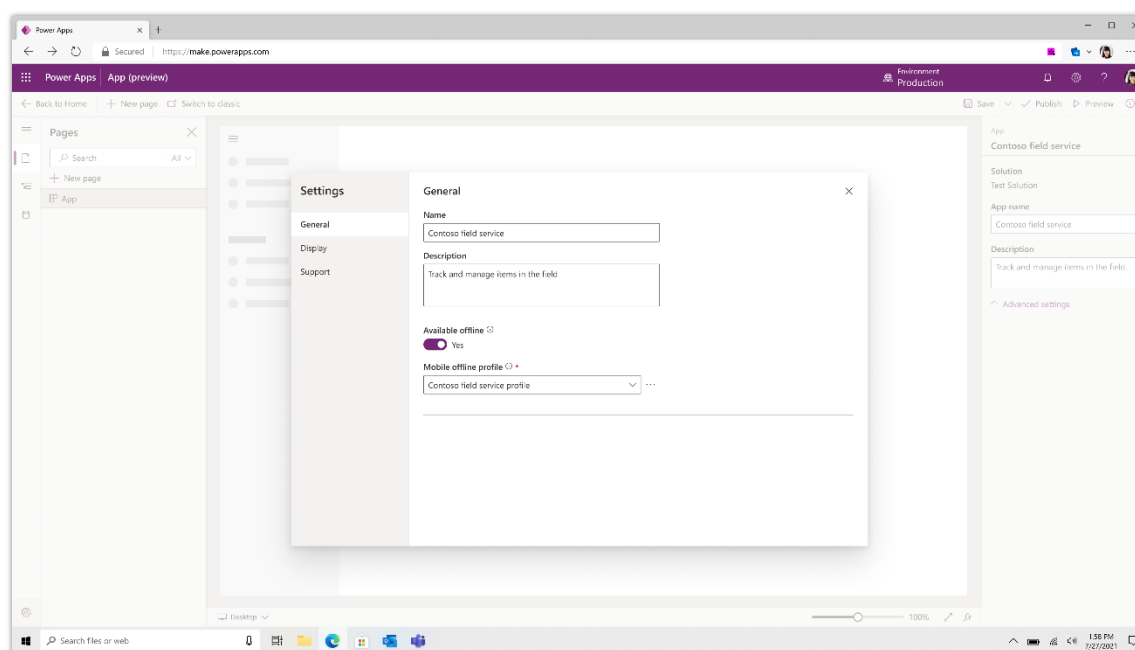 Power Apps
Secured https://make.powerapps.com
Power Apps App (preview)
Environment
Production
Back to Home New page Switch to classic
Save Publish Preview
Pages
Search All
New page
App
Settings
General
Display
Support
General
Name
Contoso field service
Description
Track and manage items in the field
Available offline
Yes
Mobile offline profile *
Contoso field service profile
App
Contoso field service
Solution
Test Solution
App name
Contoso field service
Description
Track and manage items in the field.
Advanced settings
Desktop
100%
Search files or web
1:58 PM
7/27/2021